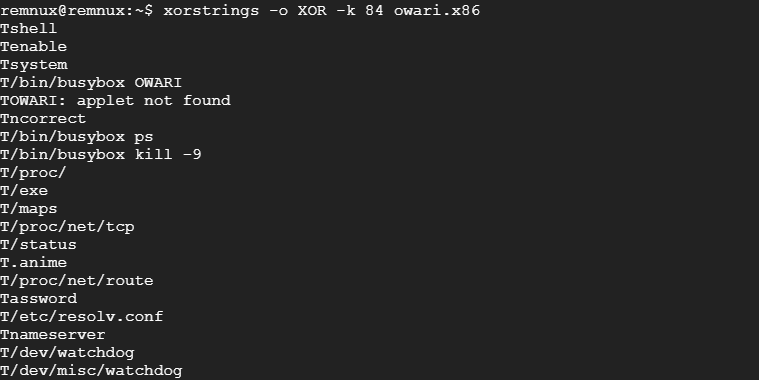 remnux@remnux:~$ xorstrings -o XOR -k 84 owari.x86
Tshell
Tenable
Tsystem
T/bin/busybox OWARI
TOWARI: applet not found
Tncorrect
T/bin/busybox ps
T/bin/busybox kill -9
T/proc/
T/exe
T/maps
T/proc/net/tcp
T/status
T.anime
T/proc/net/route
Tassword
T/etc/resolv.conf
Tnameserver
T/dev/watchdog
T/dev/misc/watchdog